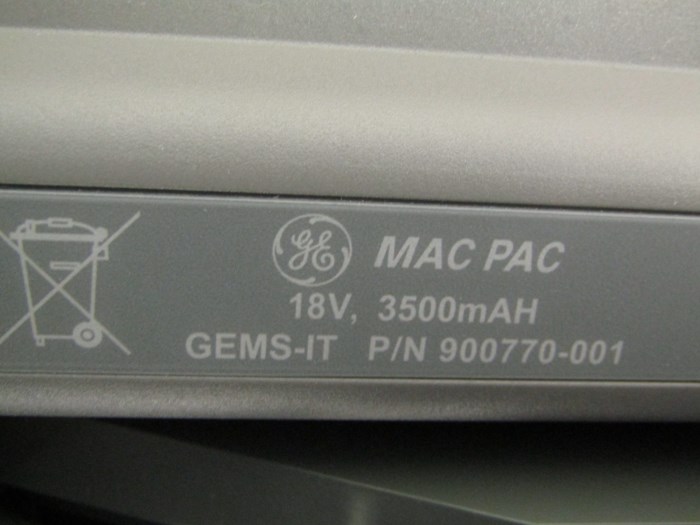 GE MAC PAC
18V, 3500mAH
GEMS-IT P/N 900770-001